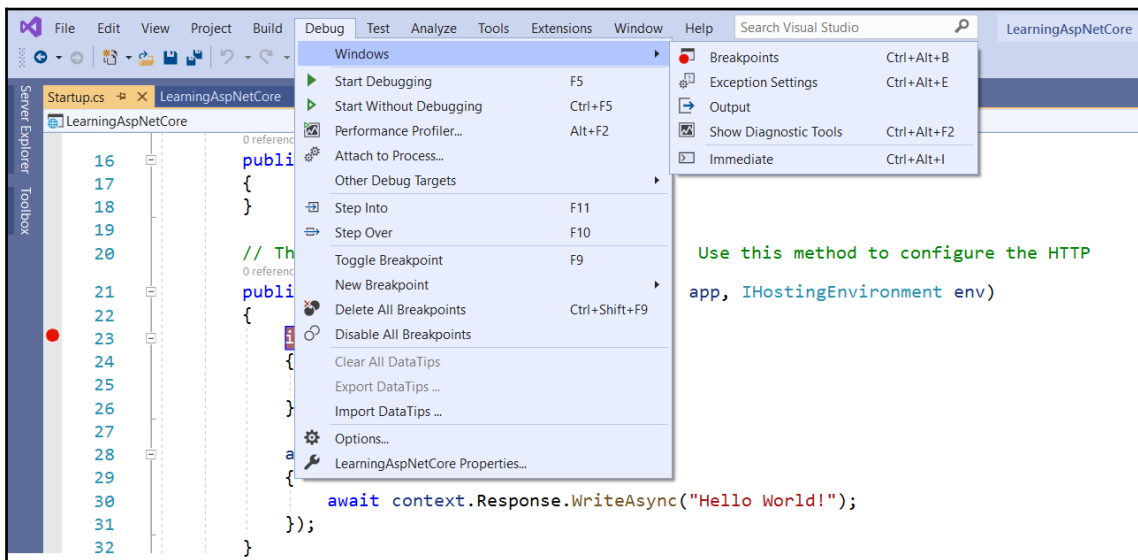 File Edit View Project Build Debug Test Analyze Tools Extensions Window Help Search Visual Studio LearningAspNetCore
Server Explorer
Toolbox
Startup.cs LearningAspNetCore
LearningAspNetCore
Windows
Start Debugging F5
Start Without Debugging Ctrl+F5
Performance Profiler... Alt+F2
Attach to Process...
Other Debug Targets
Step Into F11
Step Over F10
Toggle Breakpoint F9
New Breakpoint
Delete All Breakpoints Ctrl+Shift+F9
Disable All Breakpoints
Clear All DataTips
Export DataTips ...
Import DataTips ...
Options...
LearningAspNetCore Properties...
Breakpoints Ctrl+Alt+B
Exception Settings Ctrl+Alt+E
Output
Show Diagnostic Tools Ctrl+Alt+F2
Immediate Ctrl+Alt+I
0 referenc
16 publi
17 {
18 }
19
20 // Th Use this method to configure the HTTP
0 referenc
21 publi app, IHostingEnvironment env)
22 {
23 i
24 {
25
26 }
27
28 a
29 {
30 await context.Response.WriteAsync("Hello World!");
31 });
32 }